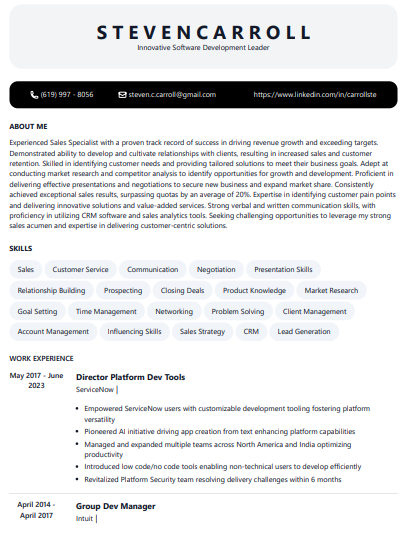 STEVENCARROLL
Innovative Software Development Leader
(619) 997 - 8056
steven.c.carroll@gmail.com
https://www.linkedin.com/in/carrollste
ABOUT ME
Experienced Sales Specialist with a proven track record of success in driving revenue growth and exceeding targets.
Demonstrated ability to develop and cultivate relationships with clients, resulting in increased sales and customer
retention. Skilled in identifying customer needs and providing tailored solutions to meet their business goals. Adept at
conducting market research and competitor analysis to identify opportunities for growth and development. Proficient in
delivering effective presentations and negotiations to secure new business and expand market share. Consistently
achieved exceptional sales results, surpassing quotas by an average of 20%. Expertise in identifying customer pain points
and delivering innovative solutions and value-added services. Strong verbal and written communication skills, with
proficiency in utilizing CRM software and sales analytics tools. Seeking challenging opportunities to leverage my strong
sales acumen and expertise in delivering customer-centric solutions.
SKILLS
Sales Customer Service Communication Negotiation Presentation Skills
Relationship Building Prospecting Closing Deals Product Knowledge Market Research
Goal Setting Time Management Networking Problem Solving Client Management
Account Management Influencing Skills Sales Strategy CRM Lead Generation
WORK EXPERIENCE
May 2017 - June
2023
Director Platform Dev Tools
ServiceNow |
• Empowered ServiceNow users with customizable development tooling fostering platform
versatility
• Pioneered AI initiative driving app creation from text enhancing platform capabilities
• Managed and expanded multiple teams across North America and India optimizing
productivity
• Introduced low code/no code tools enabling non-technical users to develop efficiently
• Revitalized Platform Security team resolving delivery challenges within 6 months
April 2014 -
April 2017
Group Dev Manager
Intuit |